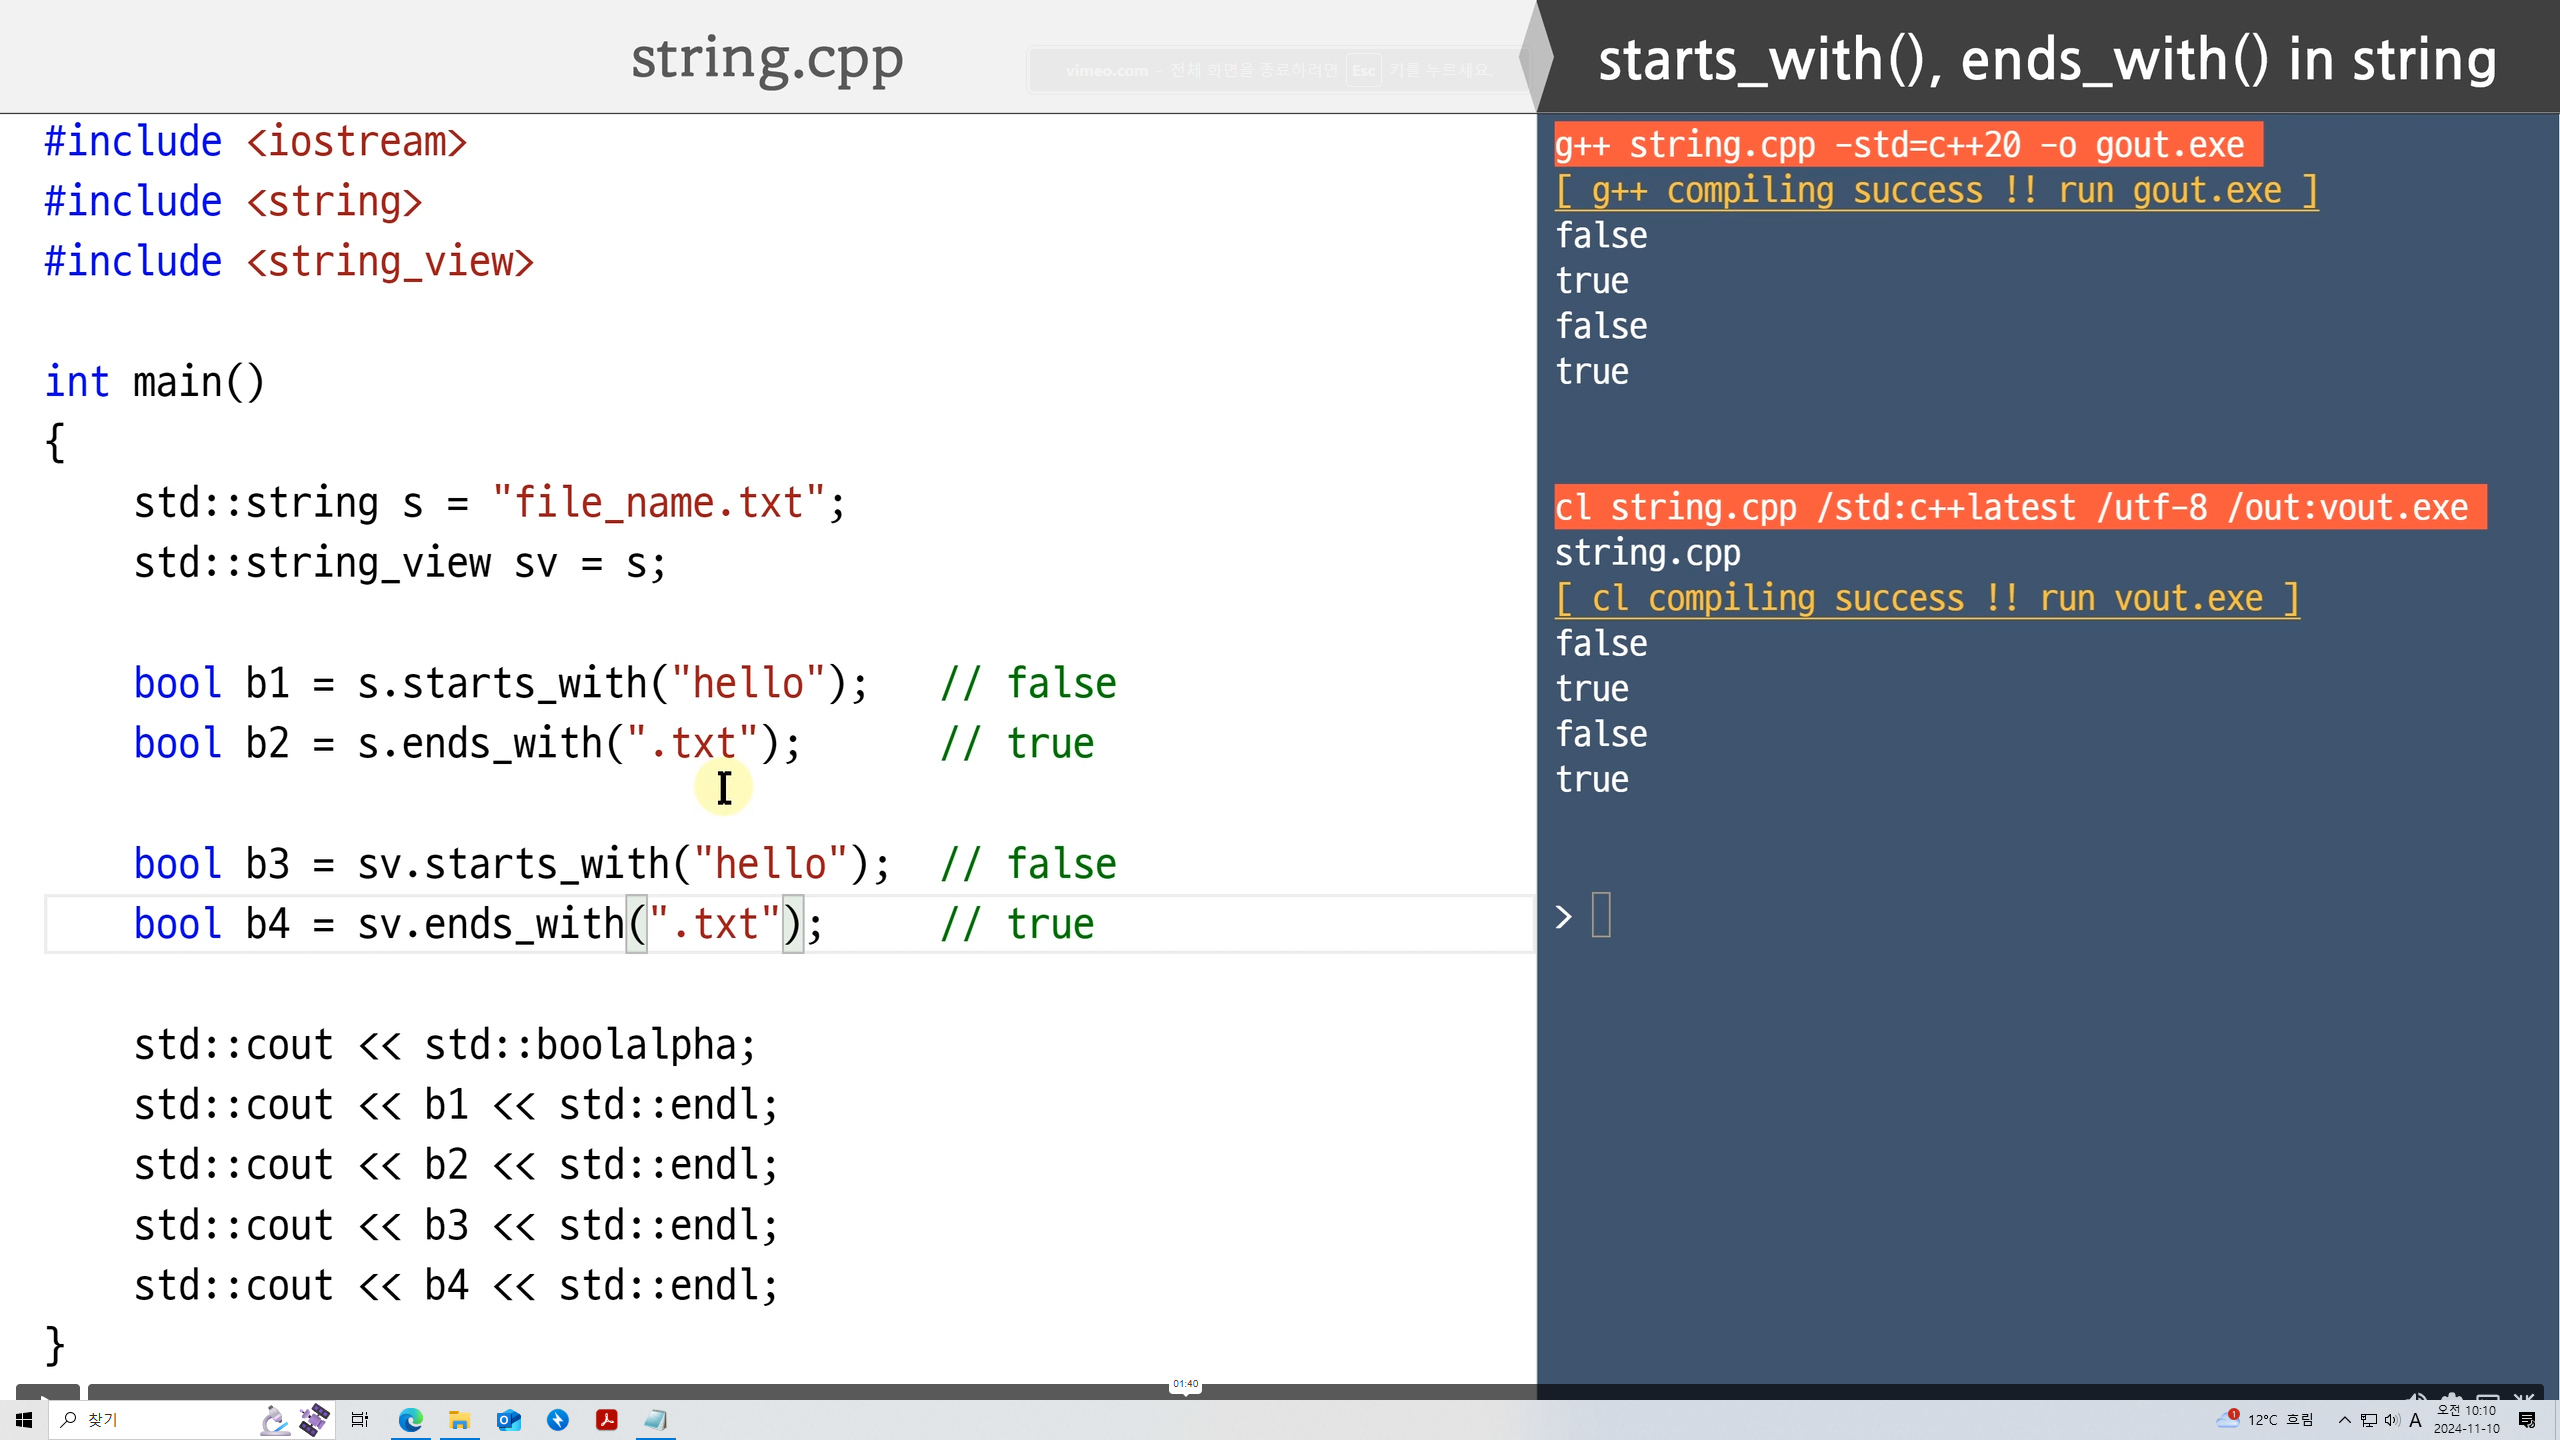 string.cpp
vimeo.com - 전체 화면을 종료하려면 Esc 키를 누르세요.
starts_with(), ends_with() in string
#include <iostream>
#include <string>
#include <string_view>
int main()
{
    std::string s = "file_name.txt";
    std::string_view sv = s;
    bool b1 = s.starts_with("hello");   // false
    bool b2 = s.ends_with(".txt");      // true
    bool b3 = sv.starts_with("hello");  // false
    bool b4 = sv.ends_with(".txt");     // true
    std::cout << std::boolalpha;
    std::cout << b1 << std::endl;
    std::cout << b2 << std::endl;
    std::cout << b3 << std::endl;
    std::cout << b4 << std::endl;
}
g++ string.cpp -std=c++20 -o gout.exe
[ g++ compiling success !! run gout.exe ]
false
true
false
true
cl string.cpp /std:c++latest /utf-8 /out:vout.exe
string.cpp
[ cl compiling success !! run vout.exe ]
false
true
false
true
>
01:40
찾기
1
12°C 흐림
A
오전 10:10
2024-11-10